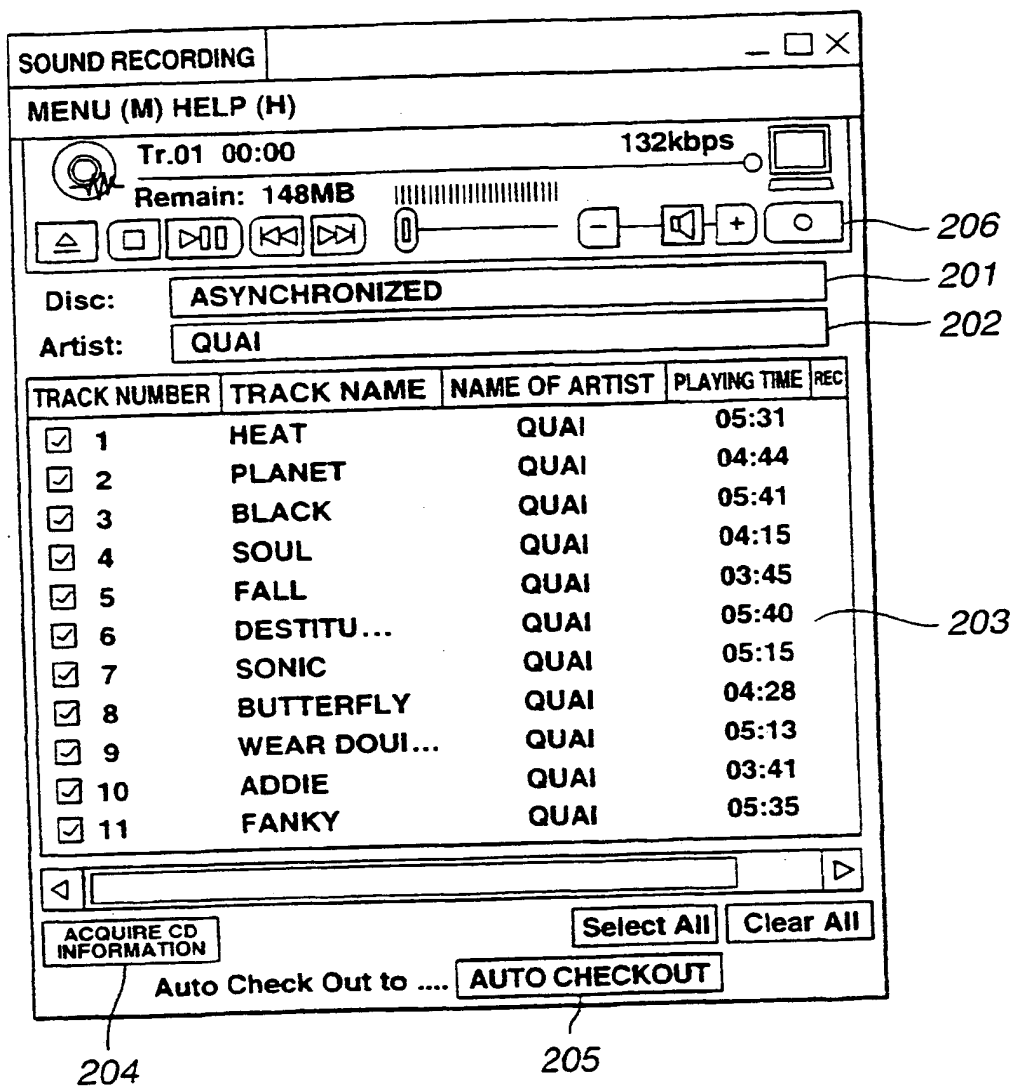 SOUND RECORDING
MENU (M) HELP (H)
Tr.01 00:00 132kbps
Remain: 148MB
206
Disc: ASYNCHRONIZED 201
Artist: QUAI 202
TRACK NUMBER TRACK NAME NAME OF ARTIST PLAYING TIME REC
1 HEAT QUAI 05:31
2 PLANET QUAI 04:44
3 BLACK QUAI 05:41
4 SOUL QUAI 04:15
5 FALL QUAI 03:45
6 DESTITU... QUAI 05:40 203
7 SONIC QUAI 05:15
8 BUTTERFLY QUAI 04:28
9 WEAR DOUI... QUAI 05:13
10 ADDIE QUAI 03:41
11 FANKY QUAI 05:35
ACQUIRE CD
INFORMATION
Select All Clear All
Auto Check Out to .... AUTO CHECKOUT
204 205